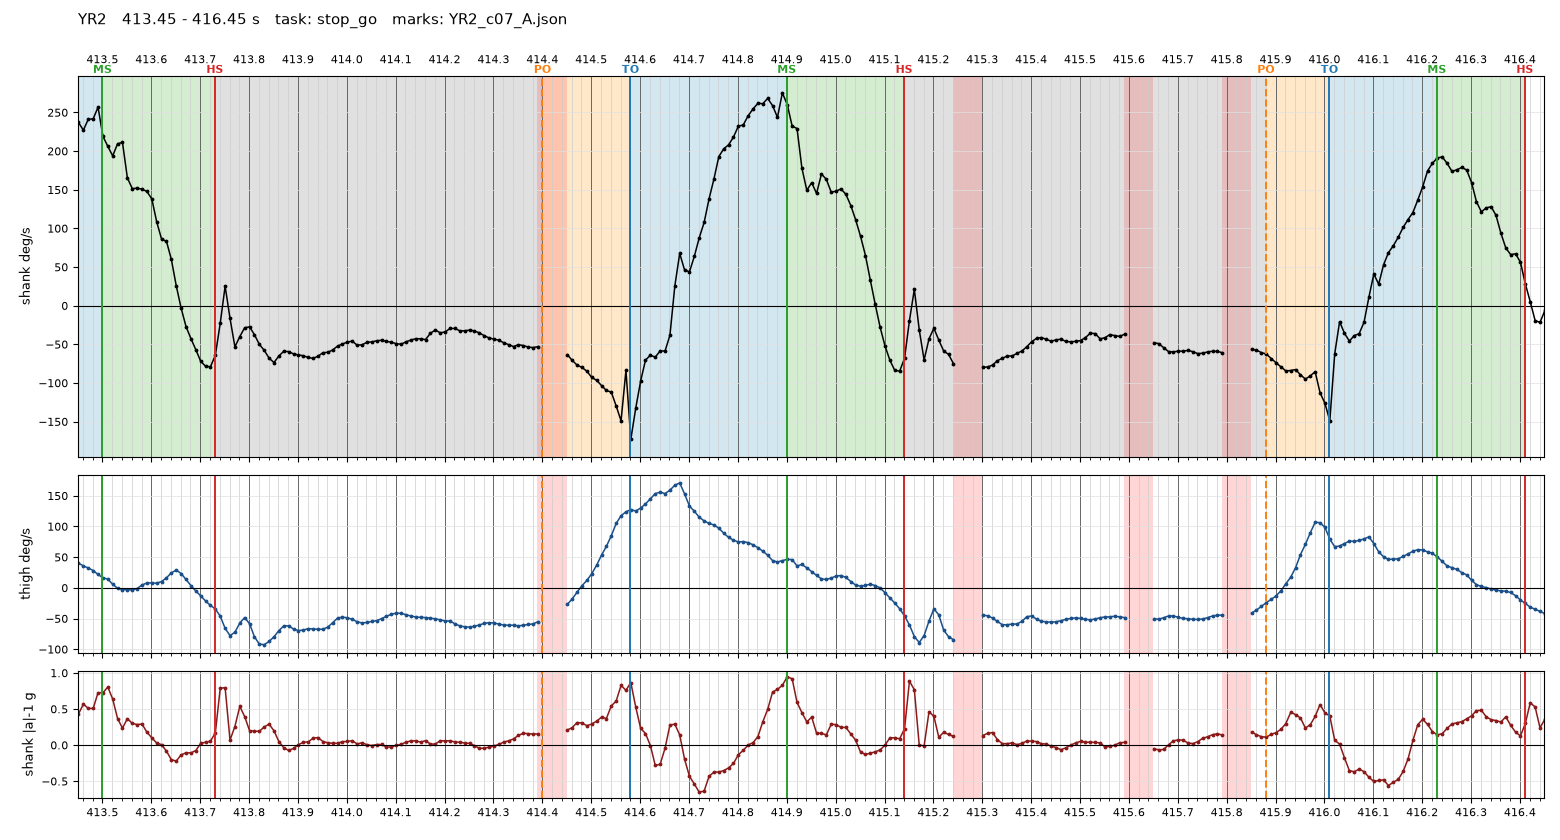 YR2 413.45 - 416.45 s task: stop_go marks: YR2_c07_A.json
413.5 413.6 413.7 413.8 413.9 414.0 414.1 414.2 414.3 414.4 414.5 414.6 414.7 414.8 414.9 415.0 415.1 415.2 415.3 415.4 415.5 415.6 415.7 415.8 415.9 416.0 416.1 416.2 416.3 416.4
MS HS PO TO MS HS PO TO MS HS
shank deg/s
250
200
150
100
50
0
−50
−100
−150
thigh deg/s
150
100
50
0
−50
−100
shank |a|-1 g
1.0
0.5
0.0
−0.5
413.5 413.6 413.7 413.8 413.9 414.0 414.1 414.2 414.3 414.4 414.5 414.6 414.7 414.8 414.9 415.0 415.1 415.2 415.3 415.4 415.5 415.6 415.7 415.8 415.9 416.0 416.1 416.2 416.3 416.4